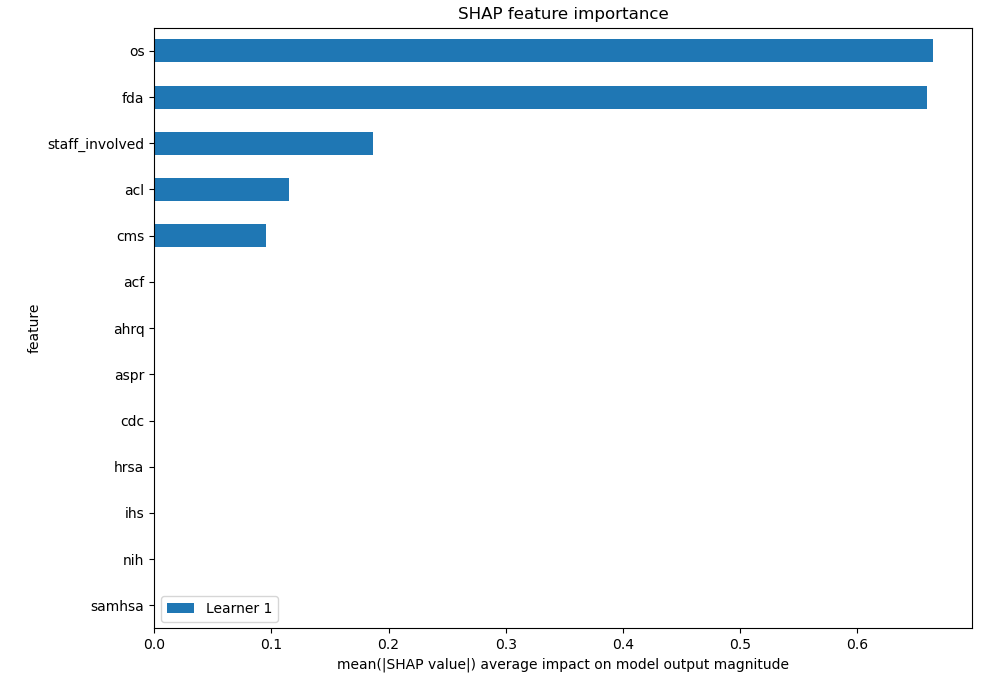 SHAP feature importance
os
fda
staff_involved
acl
cms
acf
ahrq
aspr
cdc
hrsa
ihs
nih
samhsa
feature
Learner 1
0.0 0.1 0.2 0.3 0.4 0.5 0.6
mean(|SHAP value|) average impact on model output magnitude